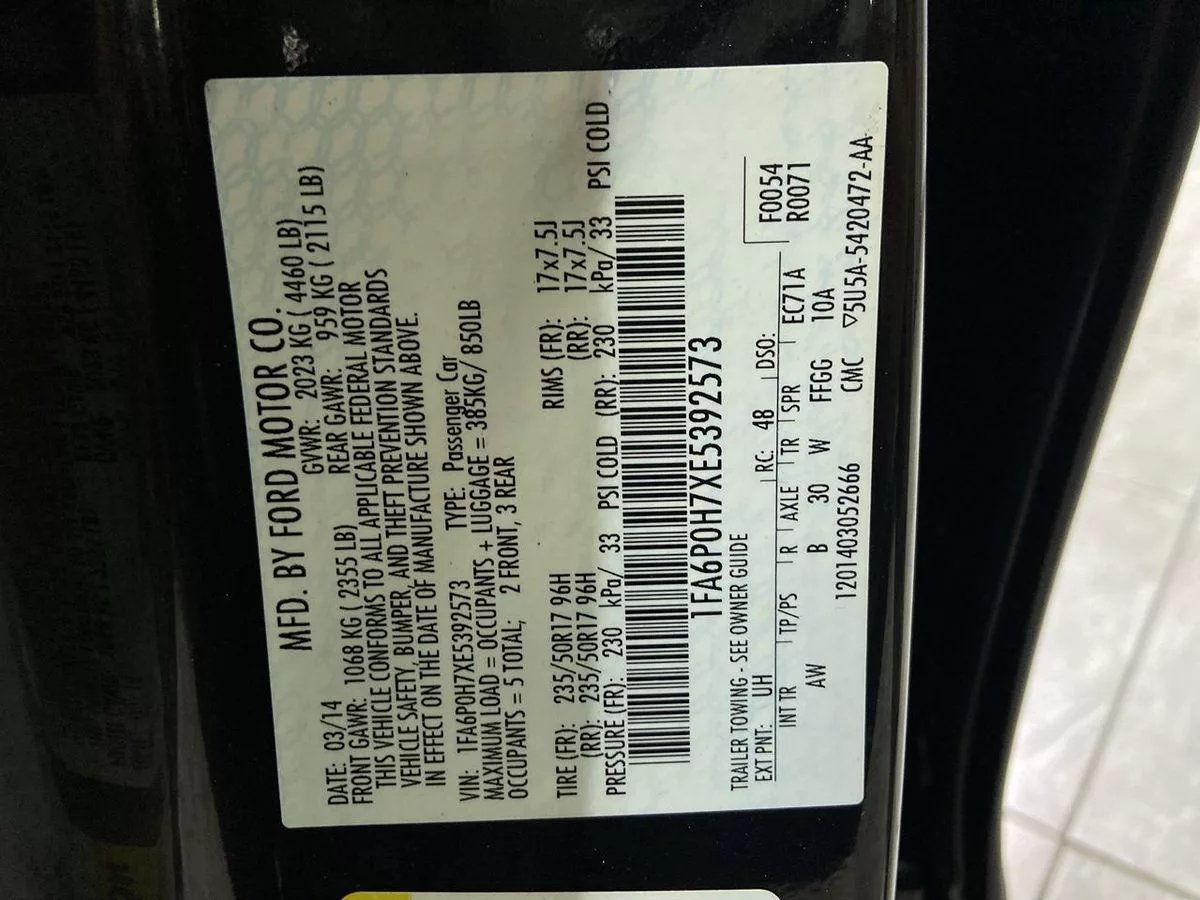 MFD. BY FORD MOTOR CO.
DATE: 03/14 GVWR: 2023 KG ( 4460 LB)
FRONT GAWR: 1068 KG ( 2355 LB) REAR GAWR: 959 KG ( 2115 LB)
THIS VEHICLE CONFORMS TO ALL APPLICABLE FEDERAL MOTOR
VEHICLE SAFETY, BUMPER, AND THEFT PREVENTION STANDARDS
IN EFFECT ON THE DATE OF MANUFACTURE SHOWN ABOVE.
VIN: 1FA6P0H7XE5392573 TYPE: Passenger Car
MAXIMUM LOAD = OCCUPANTS + LUGGAGE = 385KG/ 850LB
OCCUPANTS = 5 TOTAL; 2 FRONT, 3 REAR
TIRE (FR): 235/50R17 96H RIMS (FR): 17x7.5J
(RR): 235/50R17 96H (RR): 17x7.5J
PRESSURE (FR): 230 kPa/ 33 PSI COLD (RR): 230 kPa/ 33 PSI COLD
1FA6P0H7XE5392573
TRAILER TOWING - SEE OWNER GUIDE F0054
EXT PNT: UH RC: 48 DSO: R0071
INT TR TP/PS R AXLE TR SPR EC71A
AW B 30 W FFGG 10A
1201403052666 CMC ▽5U5A-5420472-AA